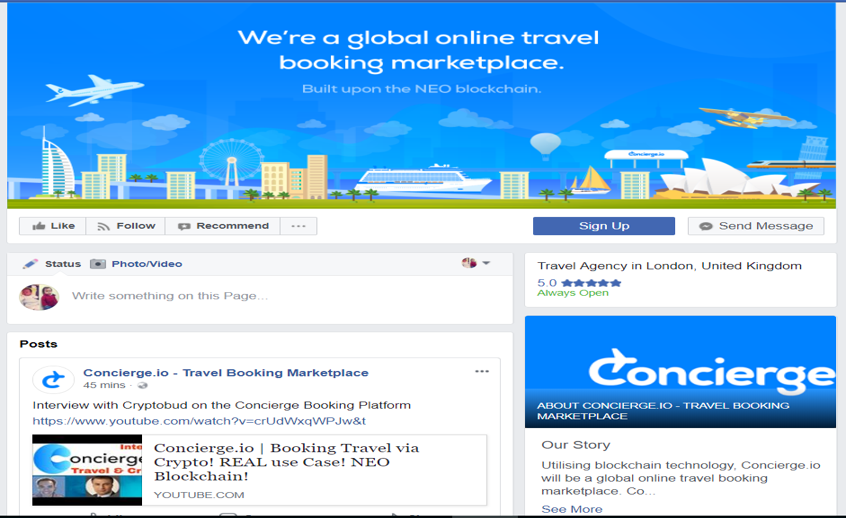 We're a global online travel
booking marketplace.
Built upon the NEO blockchain.
Concierge.io
Like
Follow
Recommend
Sign Up
Send Message
Status
Photo/Video
Write something on this Page...
Posts
Concierge.io - Travel Booking Marketplace
45 mins ·
Interview with Cryptobud on the Concierge Booking Platform
https://www.youtube.com/watch?v=crUdWxqWPJw&t
Inte
oncierge
Travel & Cr
Concierge.io | Booking Travel via
Crypto! REAL use Case! NEO
Blockchain!
YOUTUBE.COM
Travel Agency in London, United Kingdom
5.0
Always Open
Concierge
ABOUT CONCIERGE.IO - TRAVEL BOOKING
MARKETPLACE
Our Story
Utilising blockchain technology, Concierge.io
will be a global online travel booking
marketplace. Co...
See More